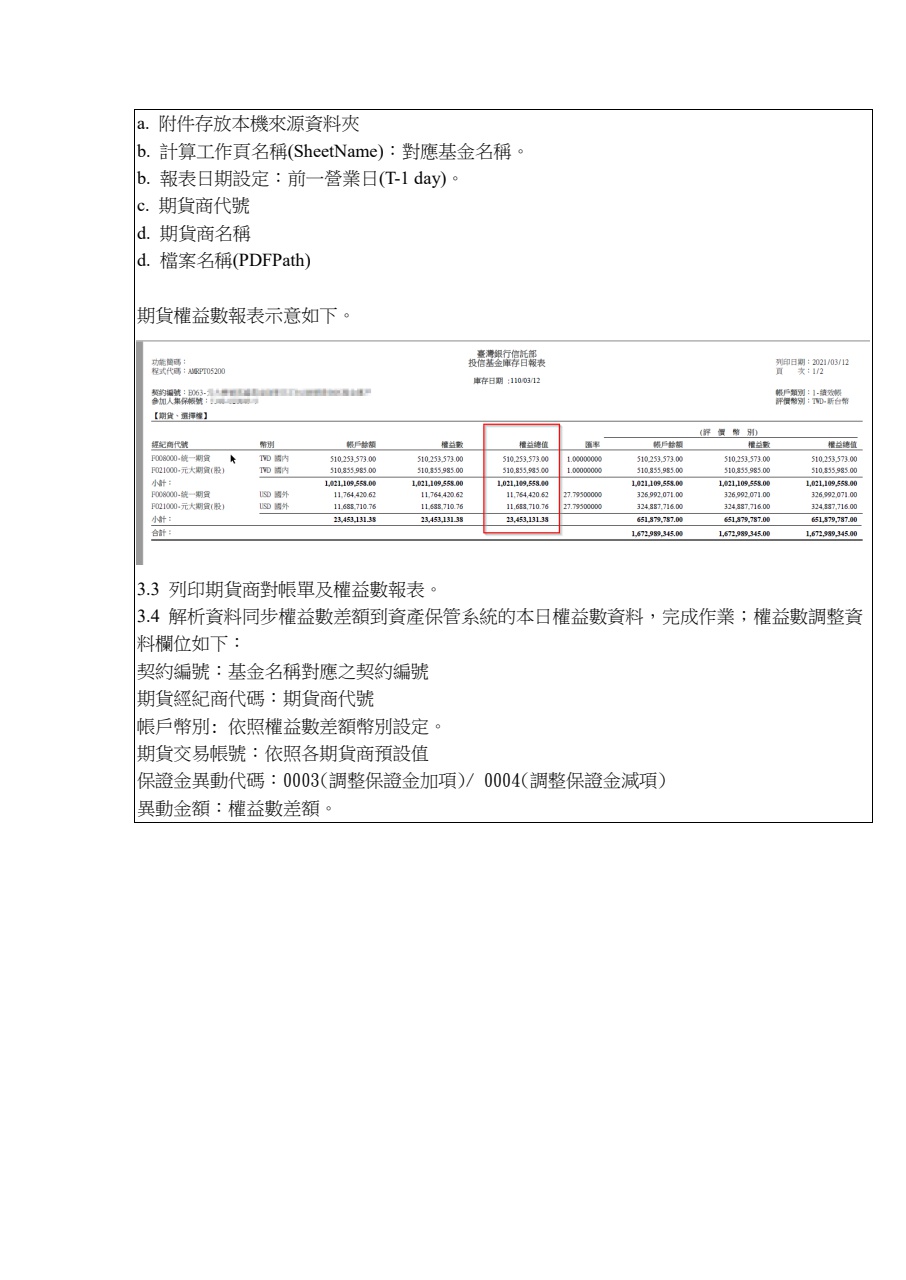 a. 附件存放本機來源資料夾
b. 計算工作頁名稱(SheetName)：對應基金名稱。
b. 報表日期設定：前一營業日(T-1 day)。
c. 期貨商代號
d. 期貨商名稱
d. 檔案名稱(PDFPath)
期貨權益數報表示意如下。
臺灣銀行信託部
功能簡碼： 投信基金庫存日報表 列印日期：2021/03/12
程式代碼：AMRPT05200 頁 次：1/2
庫存日期 :110/03/12
契約編號：E063- 帳戶類別：1-績效帳
參加人集保帳號： 評價幣別：TWD-新台幣
【期貨、選擇權】
(評 價 幣 別)
經紀商代號 幣別 帳戶餘額 權益數 權益總值 匯率 帳戶餘額 權益數 權益總值
F008000-統一期貨 TWD 國內 510,253,573.00 510,253,573.00 510,253,573.00 1.00000000 510,253,573.00 510,253,573.00 510,253,573.00
F021000-元大期貨(股) TWD 國內 510,855,985.00 510,855,985.00 510,855,985.00 1.00000000 510,855,985.00 510,855,985.00 510,855,985.00
小計： 1,021,109,558.00 1,021,109,558.00 1,021,109,558.00 1,021,109,558.00 1,021,109,558.00 1,021,109,558.00
F008000-統一期貨 USD 國外 11,764,420.62 11,764,420.62 11,764,420.62 27.79500000 326,992,071.00 326,992,071.00 326,992,071.00
F021000-元大期貨(股) USD 國外 11,688,710.76 11,688,710.76 11,688,710.76 27.79500000 324,887,716.00 324,887,716.00 324,887,716.00
小計： 23,453,131.38 23,453,131.38 23,453,131.38 651,879,787.00 651,879,787.00 651,879,787.00
合計： 1,672,989,345.00 1,672,989,345.00 1,672,989,345.00
3.3 列印期貨商對帳單及權益數報表。
3.4 解析資料同步權益數差額到資產保管系統的本日權益數資料，完成作業；權益數調整資
料欄位如下：
契約編號：基金名稱對應之契約編號
期貨經紀商代碼：期貨商代號
帳戶幣別: 依照權益數差額幣別設定。
期貨交易帳號：依照各期貨商預設值
保證金異動代碼：0003(調整保證金加項)/ 0004(調整保證金減項)
異動金額：權益數差額。